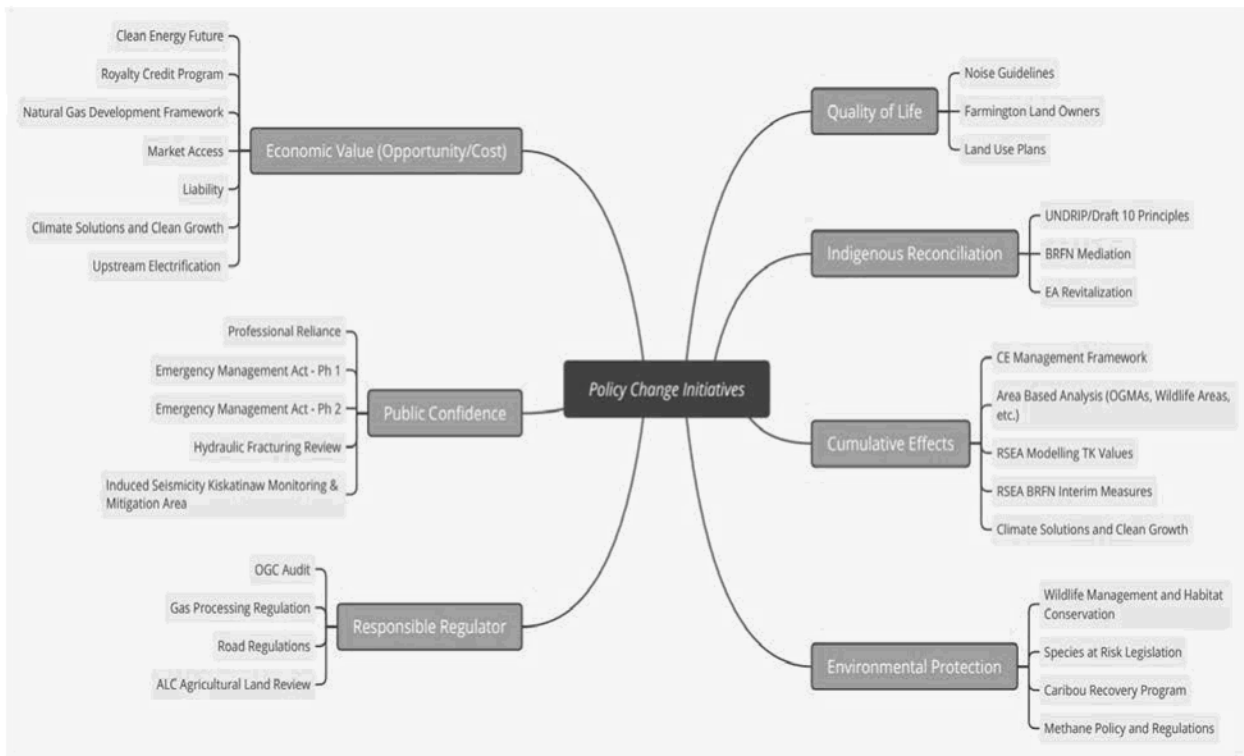 Policy Change Initiatives
Economic Value (Opportunity/Cost)
Clean Energy Future
Royalty Credit Program
Natural Gas Development Framework
Market Access
Liability
Climate Solutions and Clean Growth
Upstream Electrification
Public Confidence
Professional Reliance
Emergency Management Act - Ph 1
Emergency Management Act - Ph 2
Hydraulic Fracturing Review
Induced Seismicity Kiskatinaw Monitoring &
Mitigation Area
Responsible Regulator
OGC Audit
Gas Processing Regulation
Road Regulations
ALC Agricultural Land Review
Quality of Life
Noise Guidelines
Farmington Land Owners
Land Use Plans
Indigenous Reconciliation
UNDRIP/Draft 10 Principles
BRFN Mediation
EA Revitalization
Cumulative Effects
CE Management Framework
Area Based Analysis (OGMAs, Wildlife Areas,
etc.)
RSEA Modelling TK Values
RSEA BRFN Interim Measures
Climate Solutions and Clean Growth
Environmental Protection
Wildlife Management and Habitat
Conservation
Species at Risk Legislation
Caribou Recovery Program
Methane Policy and Regulations